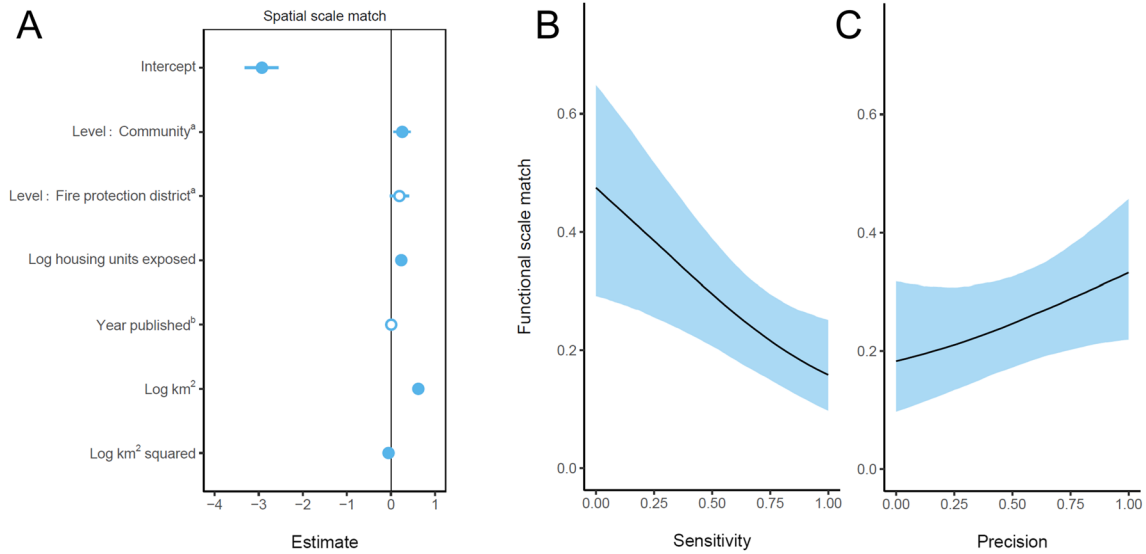 A
Spatial scale match
Intercept
Level: Communityᵃ
Level: Fire protection districtᵃ
Log housing units exposed
Year publishedᵇ
Log km²
Log km² squared
−4 −3 −2 −1 0 1
Estimate
B
Functional scale match
0.6
0.4
0.2
0.0
0.00 0.25 0.50 0.75 1.00
Sensitivity
C
0.6
0.4
0.2
0.0
0.00 0.25 0.50 0.75 1.00
Precision